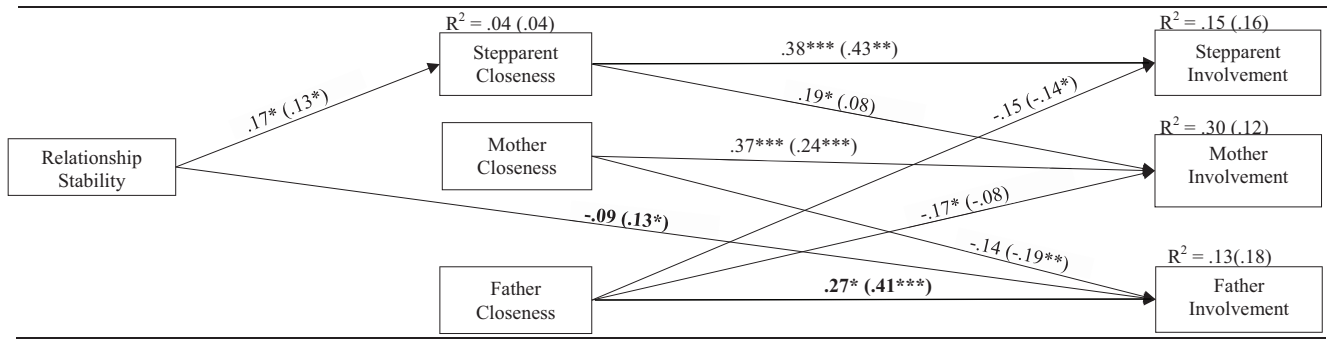 R² = .04 (.04)
Stepparent
Closeness
.38*** (.43**)
R² = .15 (.16)
Stepparent
Involvement
.17* (.13*)
.19* (.08)
-.15 (-.14*)
Relationship
Stability
Mother
Closeness
.37*** (.24***)
R² = .30 (.12)
Mother
Involvement
-.09 (.13*)
-.17* (-.08)
-.14 (-.19**)
Father
Closeness
.27* (.41***)
R² = .13(.18)
Father
Involvement